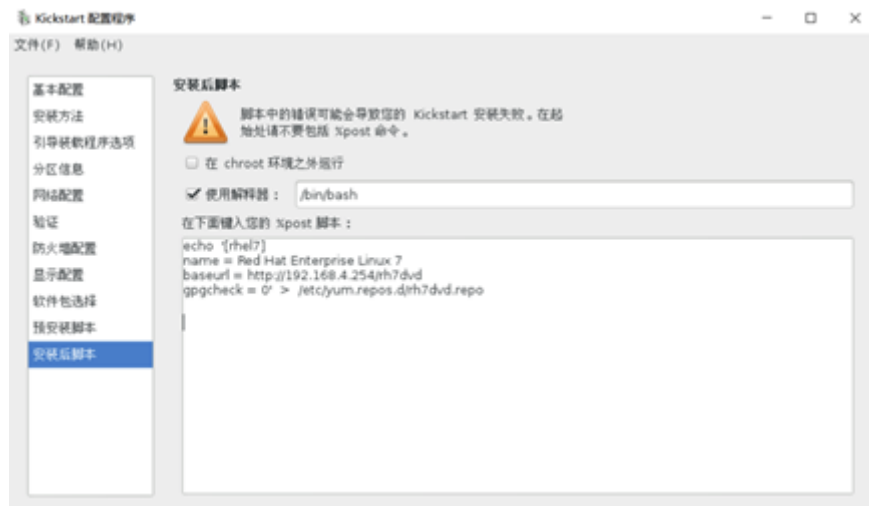 Kickstart 配置程序
文件(F) 帮助(H)
基本配置
安装方法
引导装载程序选项
分区信息
网络配置
验证
防火墙配置
显示配置
软件包选择
预安装脚本
安装后脚本
安装后脚本
脚本中的错误可能会导致您的 Kickstart 安装失败。在起
始处请不要包括 %post 命令。
在 chroot 环境之外运行
使用解释器: /bin/bash
在下面键入您的 %post 脚本:
echo '[rhel7]
name = Red Hat Enterprise Linux 7
baseurl = http://192.168.4.254/rh7dvd
gpgcheck = 0' > /etc/yum.repos.d/rh7dvd.repo